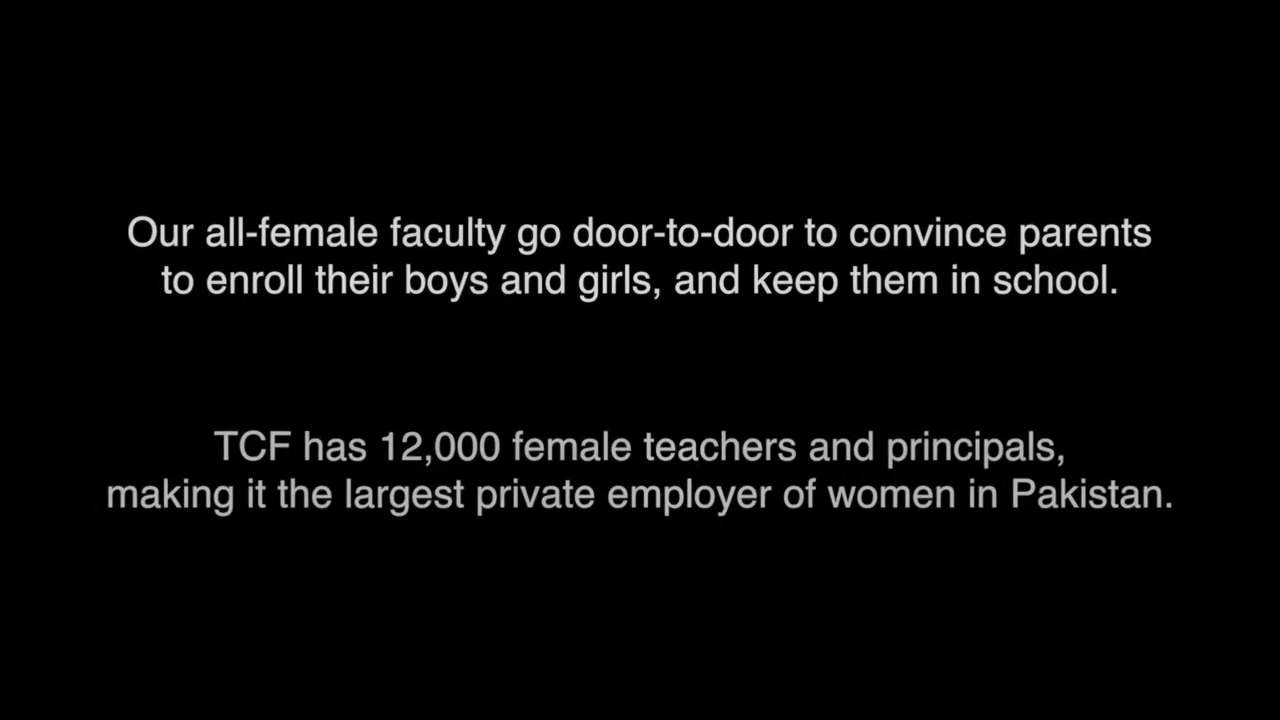 Our all-female faculty go door-to-door to convince parents
to enroll their boys and girls, and keep them in school.
TCF has 12,000 female teachers and principals,
making it the largest private employer of women in Pakistan.